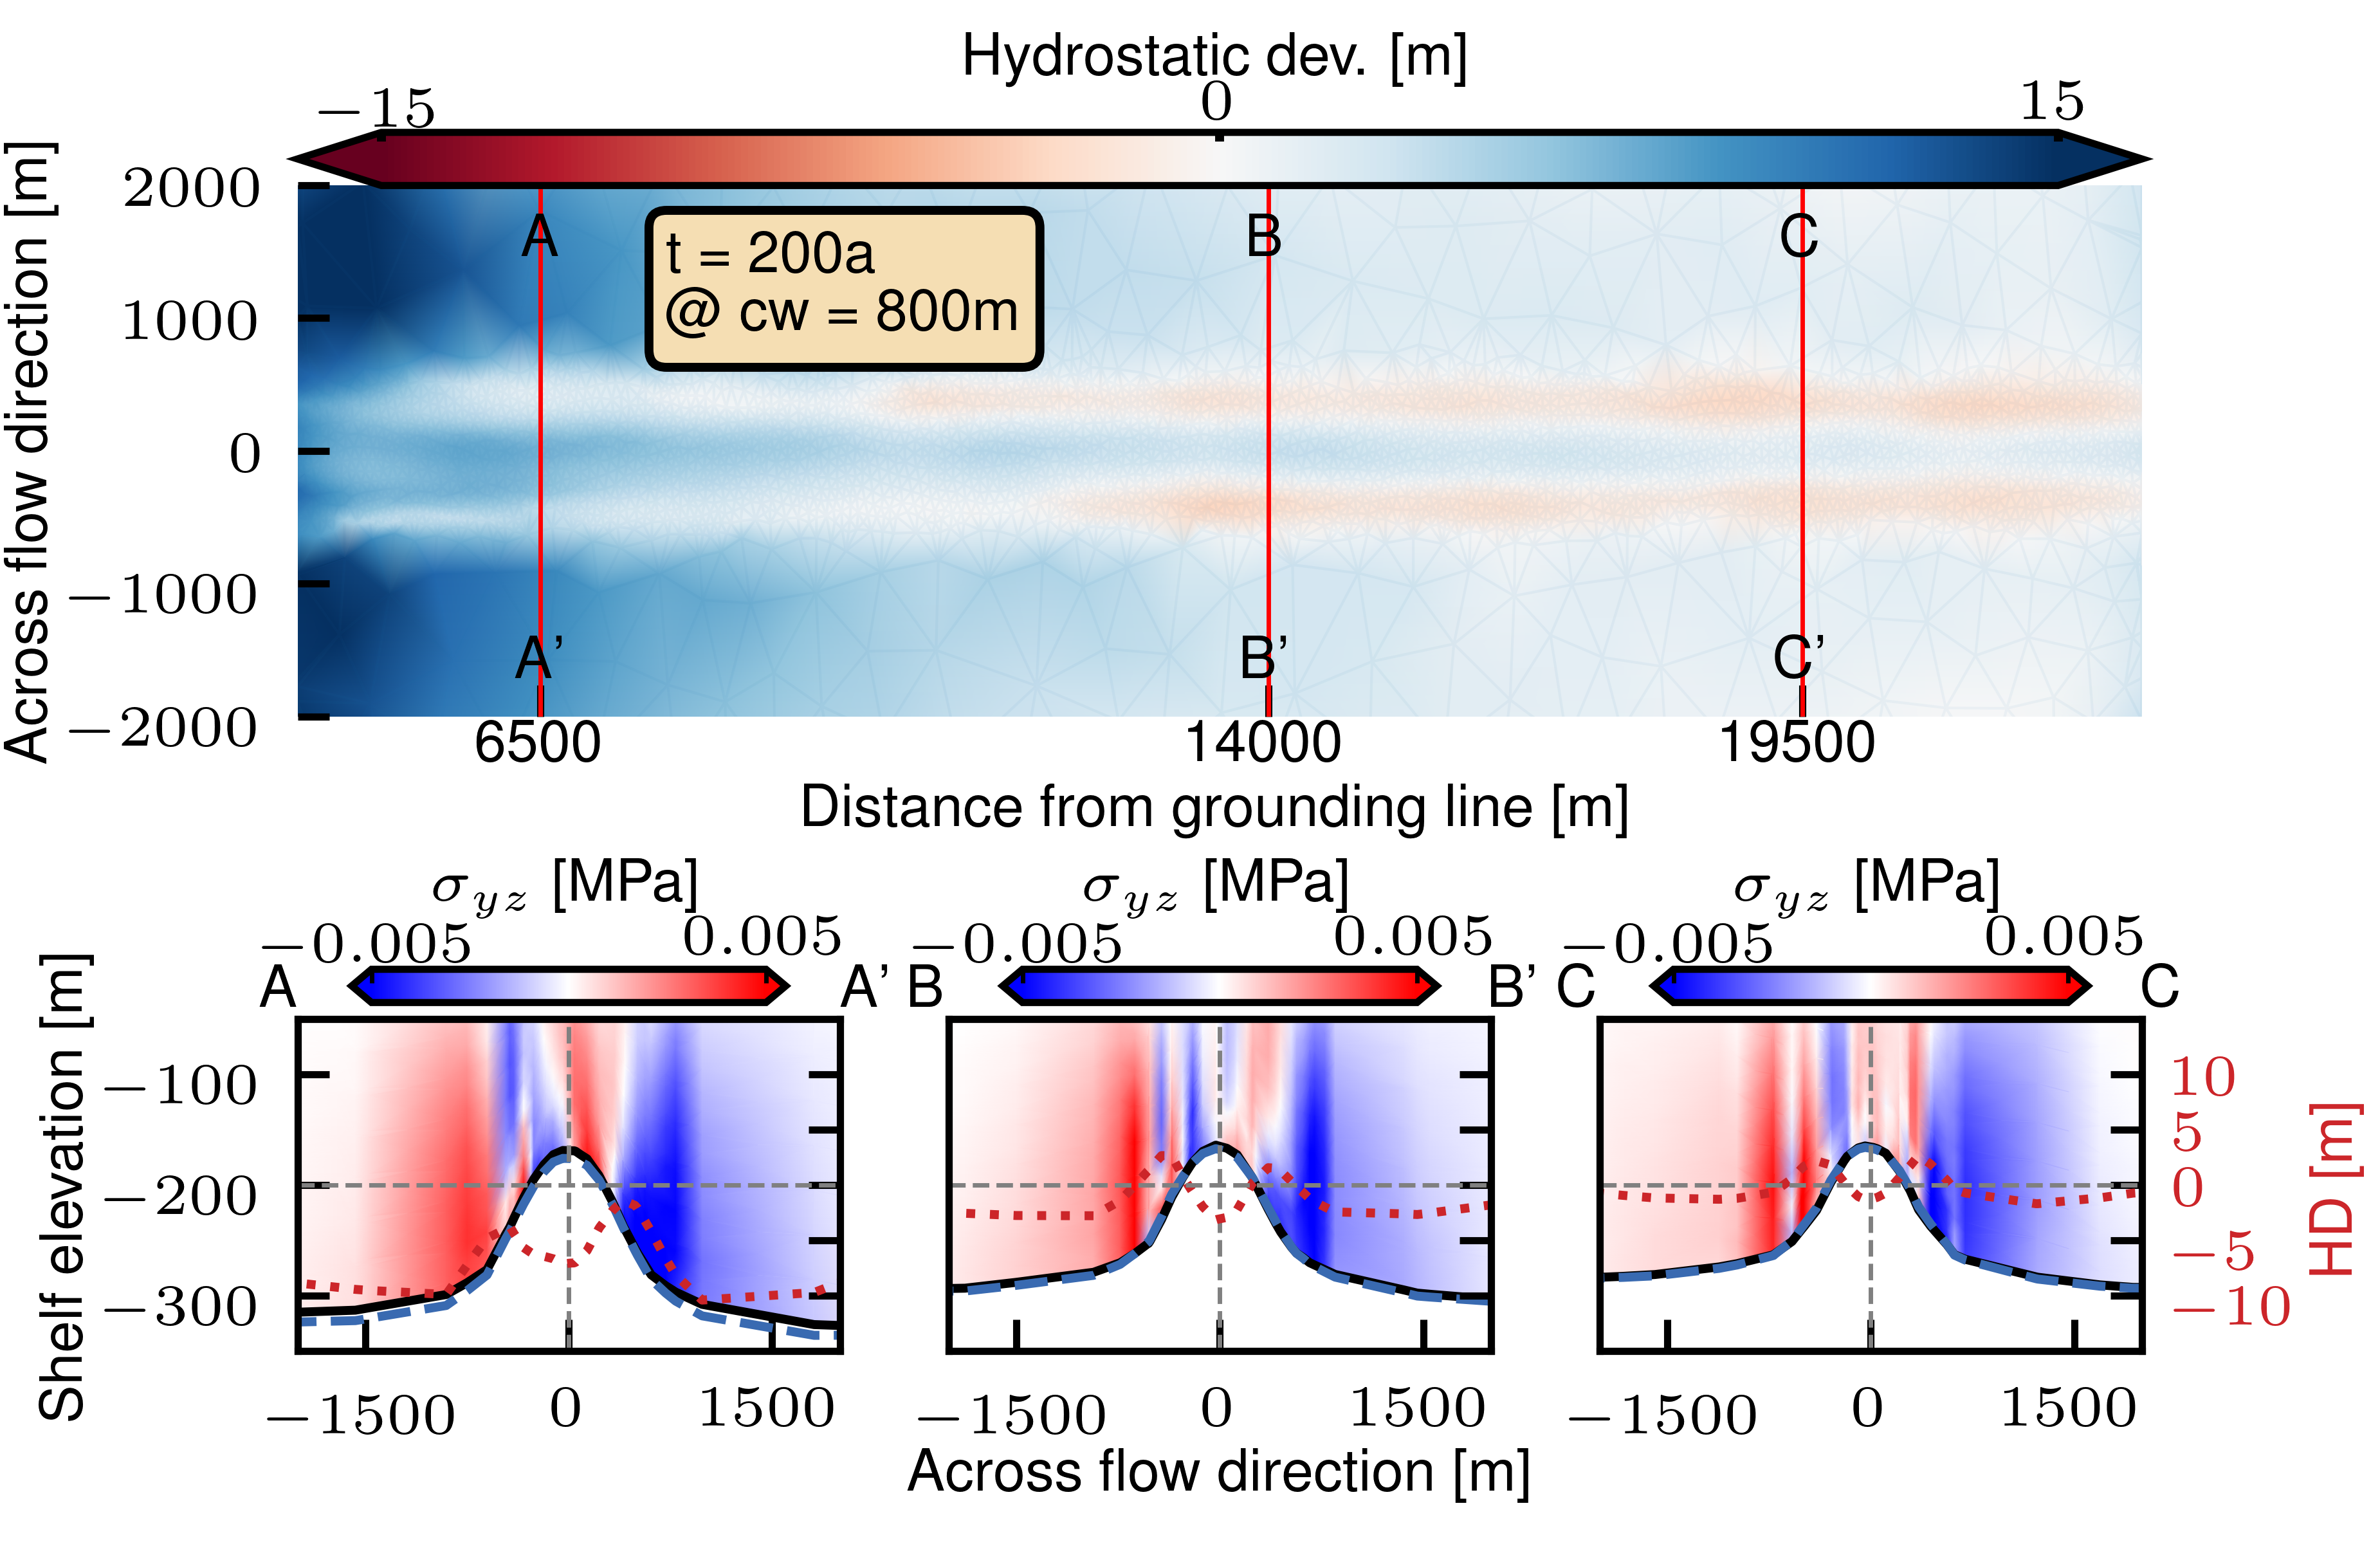 Hydrostatic dev. [m]
−15 0 15
Across flow direction [m]
2000
1000
0
−1000
−2000
A B C
t = 200a
@ cw = 800m
A' B' C'
6500 14000 19500
Distance from grounding line [m]
σyz [MPa] σyz [MPa] σyz [MPa]
−0.005 0.005 −0.005 0.005 −0.005 0.005
A A' B B' C C
Shelf elevation [m]
−100
−200
−300
10
5
0
−5
−10
HD [m]
−1500 0 1500 −1500 0 1500 −1500 0 1500
Across flow direction [m]